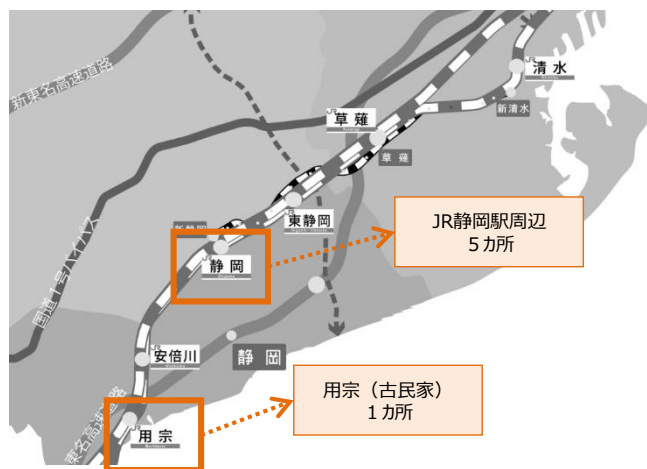 新東名高速道路
JR
清水
新清水
JR
草薙
草薙
東静岡
新静岡
JR静岡駅周辺
5カ所
静岡
国道1号バイパス
JR
安倍川
静岡
用宗（古民家）
1カ所
用宗
東名高速道路